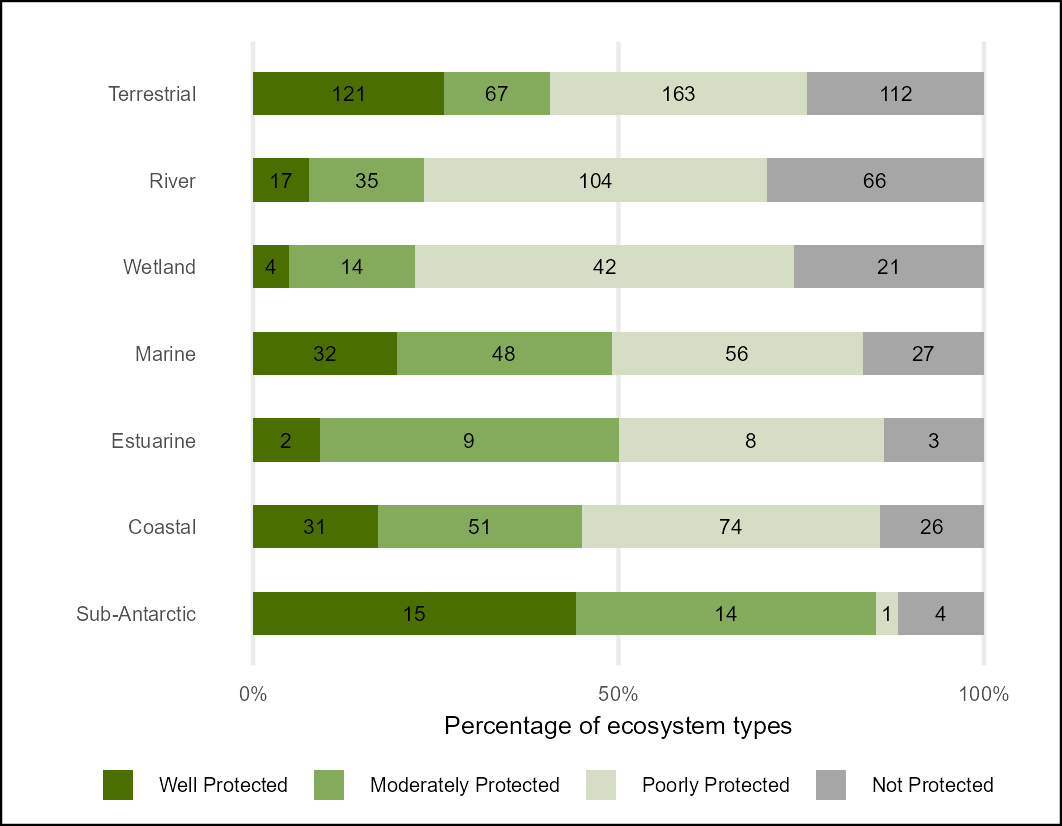 Terrestrial 121 67 163 112
River 17 35 104 66
Wetland 4 14 42 21
Marine 32 48 56 27
Estuarine 2 9 8 3
Coastal 31 51 74 26
Sub-Antarctic 15 14 1 4
0% 50% 100%
Percentage of ecosystem types
Well Protected Moderately Protected Poorly Protected Not Protected